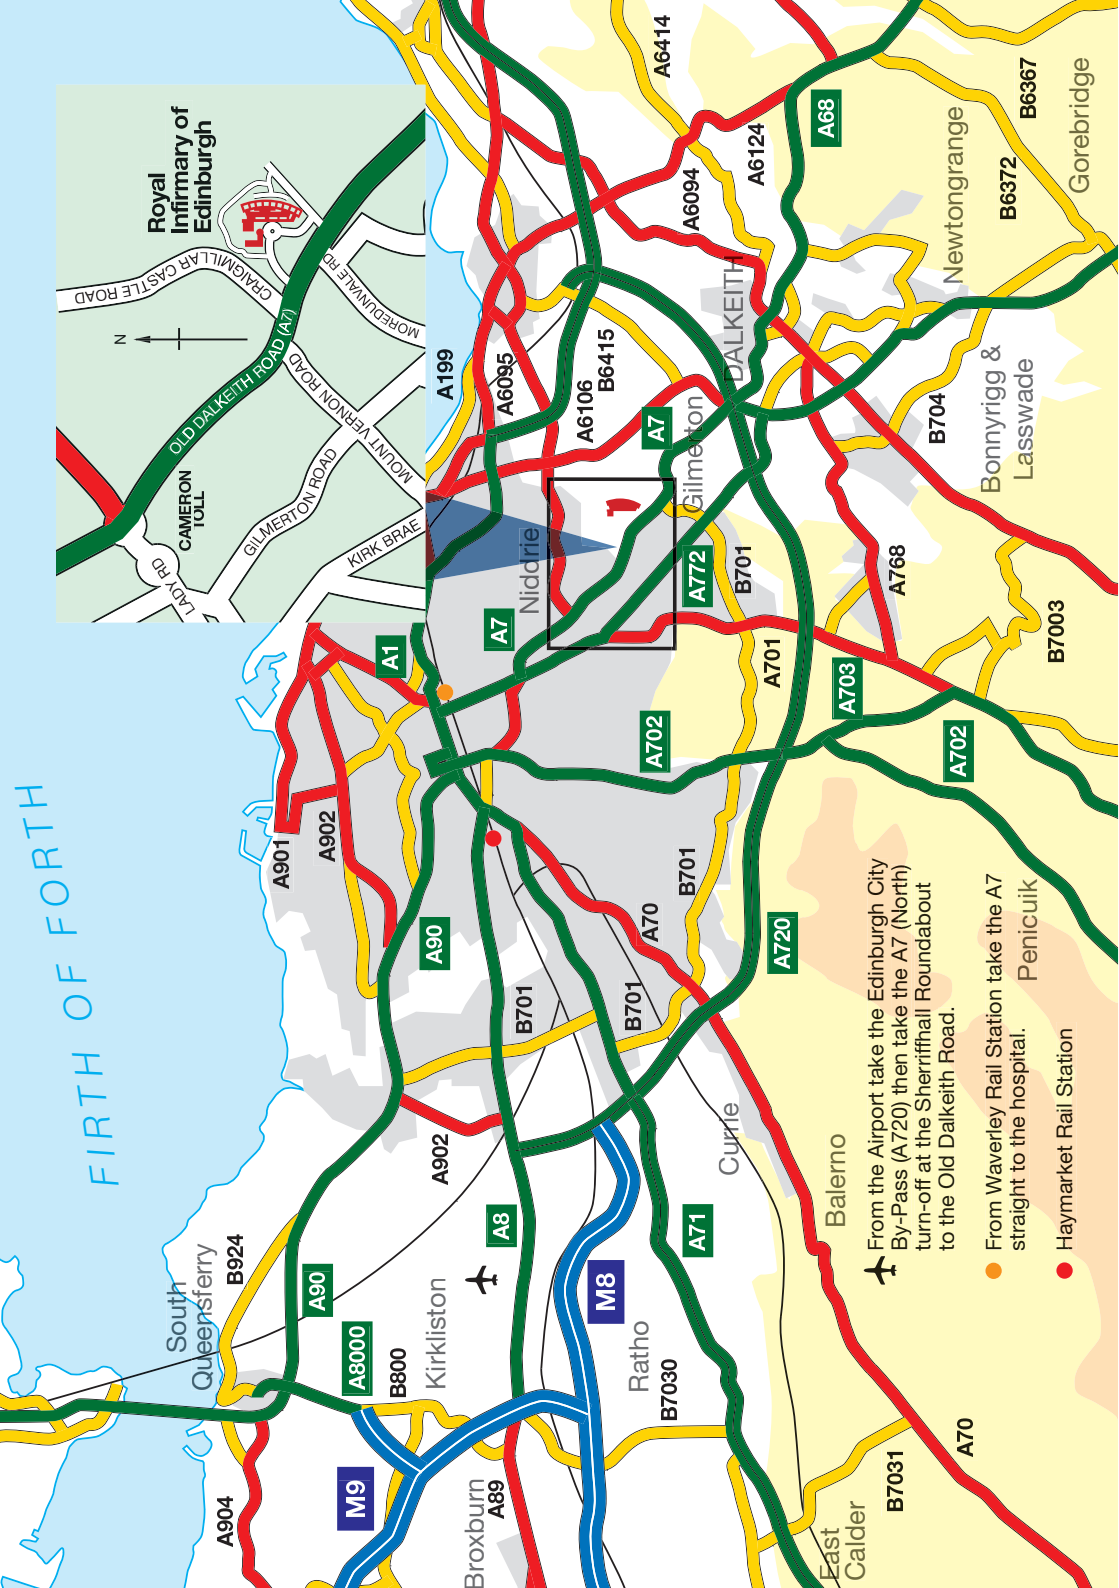 FIRTH OF FORTH
South
Queensferry
B924
A90
A8000
B800
Kirkliston
M9
A904
Broxburn
A89
A8
M8
Ratho
B7030
A71
East
Calder
B7031
A70
Balerno
Currie
A902
B701
B701
A90
A901
A902
A70
B701
A720
Penicuik
A702
A702
A703
A701
B701
A772
A7
A1
Niddrie
Gilmerton
A7
A768
B7003
A199
A6095
A6106
B6415
DALKEITH
B704
Bonnyrigg &
Lasswade
Newtongrange
Gorebridge
B6372
B6367
A68
A6124
A6094
A6414
Royal
Infirmary of
Edinburgh
CRAIGMILLAR CASTLE ROAD
N
OLD DALKEITH ROAD (A7)
MOREDUNVALE RD
MOUNT VERNON ROAD
GILMERTON ROAD
KIRK BRAE
LADY RD
CAMERON
TOLL
From the Airport take the Edinburgh City
By-Pass (A720) then take the A7 (North)
turn-off at the Sherriffhall Roundabout
to the Old Dalkeith Road.
From Waverley Rail Station take the A7
straight to the hospital.
Haymarket Rail Station